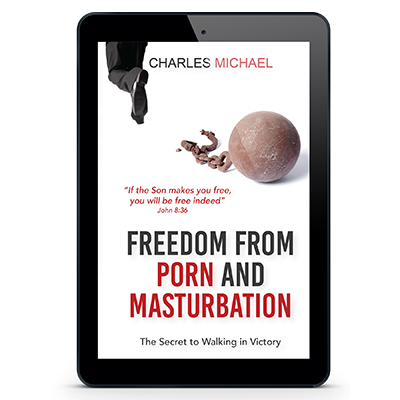 CHARLES MICHAEL
"If the Son makes you free,
you will be free indeed"
John 8:36
FREEDOM FROM
PORN AND
MASTURBATION
The Secret to Walking in Victory